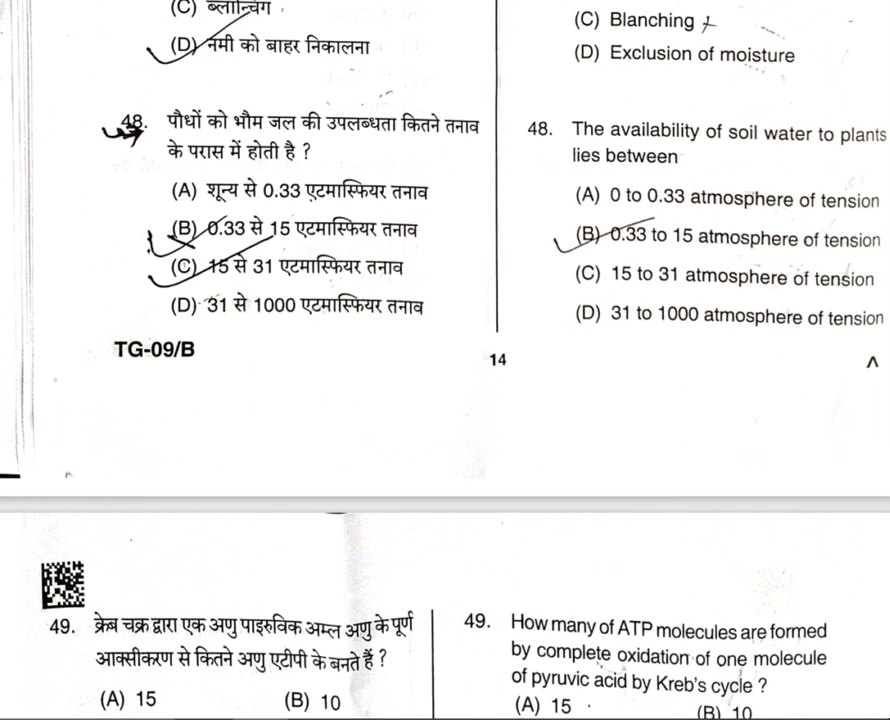 (C) ब्लान्चिंग
(D) नमी को बाहर निकालना
48. पौधों को भौम जल की उपलब्धता कितने तनाव
के परास में होती है ?
(A) शून्य से 0.33 एटमास्फियर तनाव
(B) 0.33 से 15 एटमास्फियर तनाव
(C) 15 से 31 एटमास्फियर तनाव
(D) 31 से 1000 एटमास्फियर तनाव
TG-09/B
(C) Blanching
(D) Exclusion of moisture
48. The availability of soil water to plants
lies between
(A) 0 to 0.33 atmosphere of tension
(B) 0.33 to 15 atmosphere of tension
(C) 15 to 31 atmosphere of tension
(D) 31 to 1000 atmosphere of tension
14
49. क्रेब चक्र द्वारा एक अणु पाइरुविक अम्ल अणु के पूर्ण
आक्सीकरण से कितने अणु एटीपी के बनते हैं ?
(A) 15 (B) 10
49. How many of ATP molecules are formed
by complete oxidation of one molecule
of pyruvic acid by Kreb's cycle ?
(A) 15 (B) 10